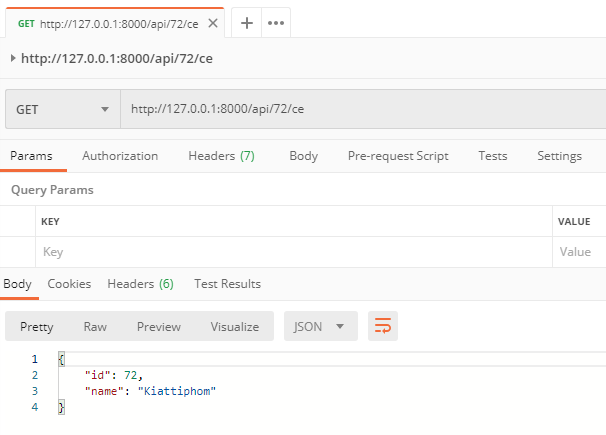 GET http://127.0.0.1:8000/api/72/ce
http://127.0.0.1:8000/api/72/ce
GET http://127.0.0.1:8000/api/72/ce
Params Authorization Headers (7) Body Pre-request Script Tests Settings
Query Params
KEY VALUE
Key Value
Body Cookies Headers (6) Test Results
Pretty Raw Preview Visualize JSON
1 {
2 "id": 72,
3 "name": "Kiattiphom"
4 }